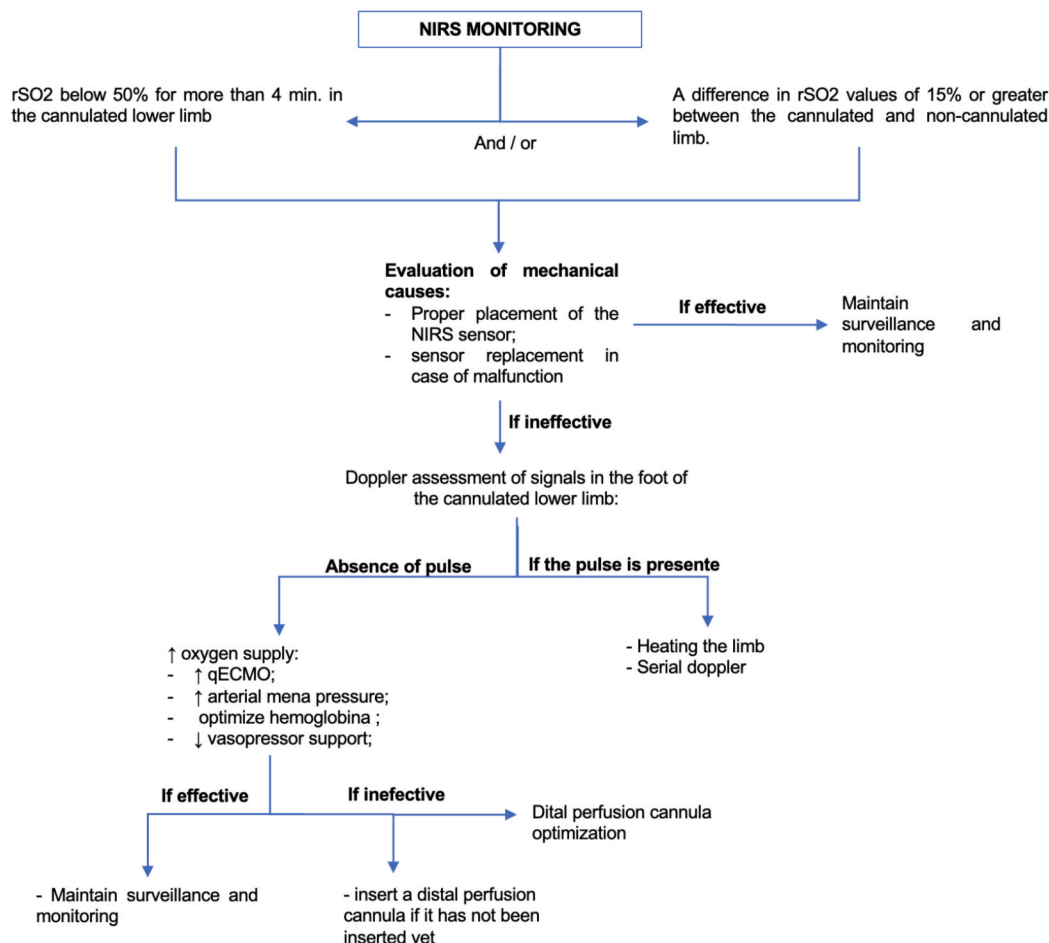 NIRS MONITORING
rSO2 below 50% for more than 4 min. in
the cannulated lower limb
A difference in rSO2 values of 15% or greater
between the cannulated and non-cannulated
limb.
And / or
Evaluation of mechanical
causes:
- Proper placement of the
NIRS sensor;
- sensor replacement in
case of malfunction
If effective
Maintain
surveillance and
monitoring
If ineffective
Doppler assessment of signals in the foot of
the cannulated lower limb:
Absence of pulse
If the pulse is presente
↑ oxygen supply:
- ↑ qECMO;
- ↑ arterial mena pressure;
- optimize hemoglobina ;
- ↓ vasopressor support;
- Heating the limb
- Serial doppler
If effective
If inefective
Dital perfusion cannula
optimization
- Maintain surveillance and
monitoring
- insert a distal perfusion
cannula if it has not been
inserted yet